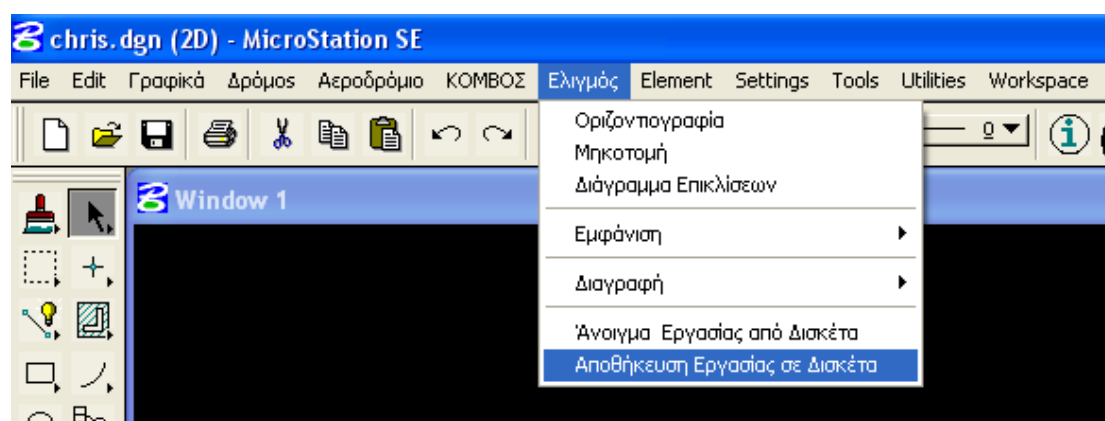 chris.dgn (2D) - MicroStation SE
File Edit Γραφικά Δρόμος Αεροδρόμιο ΚΟΜΒΟΣ Ελιγμός Element Settings Tools Utilities Workspace
0
Window 1
Οριζοντιογραφία
Μηκοτομή
Διάγραμμα Επικλίσεων
Εμφάνιση
Διαγραφή
Άνοιγμα Εργασίας από Δισκέτα
Αποθήκευση Εργασίας σε Δισκέτα